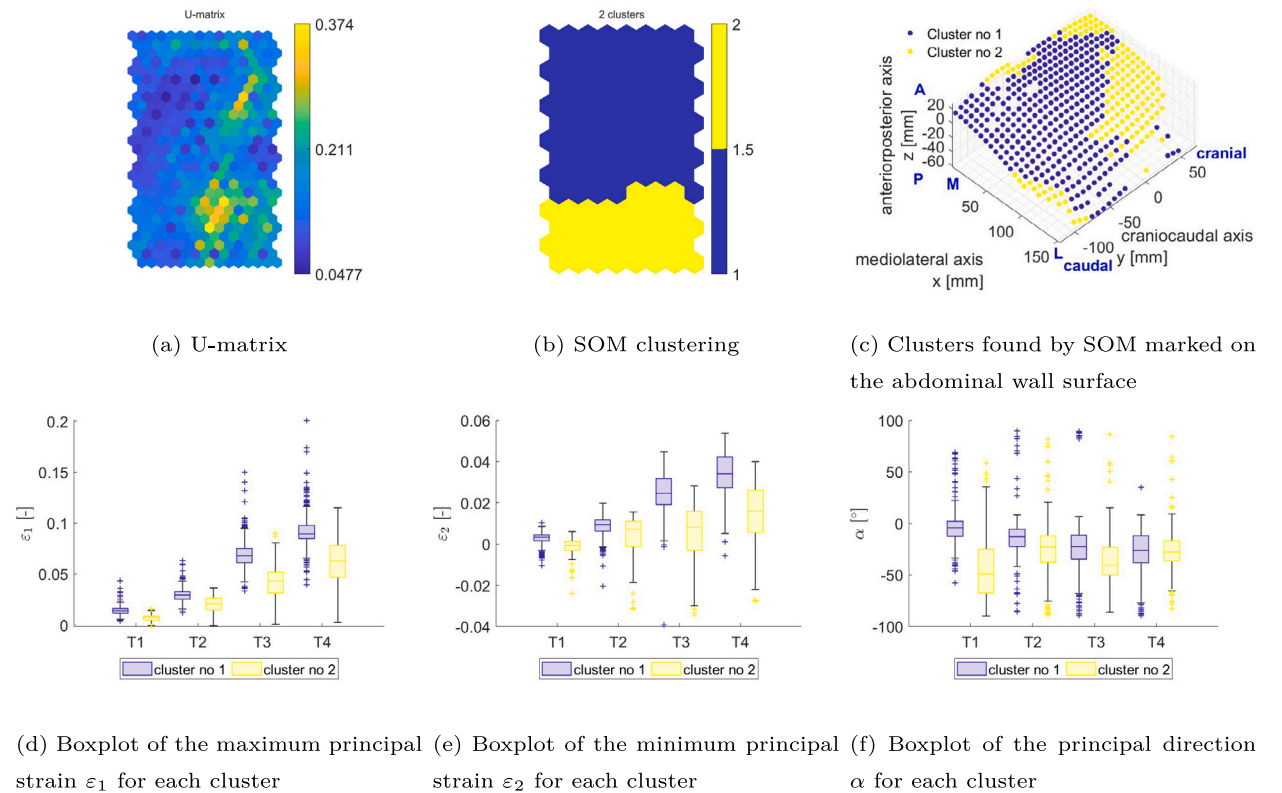 U-matrix
0.374
0.211
0.0477
(a) U-matrix
2 clusters
2
1.5
1
(b) SOM clustering
Cluster no 1
Cluster no 2
A
P
M
L
cranial
caudal
anteriorposterior axis
z [mm]
20
0
-20
-40
-60
50
100
150
mediolateral axis
x [mm]
50
0
-50
-100
craniocaudal axis
y [mm]
(c) Clusters found by SOM marked on
the abdominal wall surface
0.2
0.15
0.1
0.05
0
ε1 [-]
T1 T2 T3 T4
cluster no 1 cluster no 2
(d) Boxplot of the maximum principal
strain ε1 for each cluster
0.06
0.04
0.02
0
-0.02
-0.04
ε2 [-]
T1 T2 T3 T4
cluster no 1 cluster no 2
(e) Boxplot of the minimum principal
strain ε2 for each cluster
100
50
0
-50
-100
α [°]
T1 T2 T3 T4
cluster no 1 cluster no 2
(f) Boxplot of the principal direction
α for each cluster